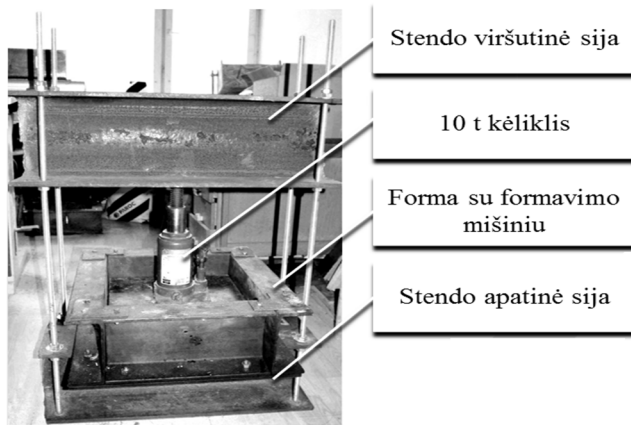 Stendo viršutinė sija
10 t kėliklis
Forma su formavimo
mišiniu
Stendo apatinė sija